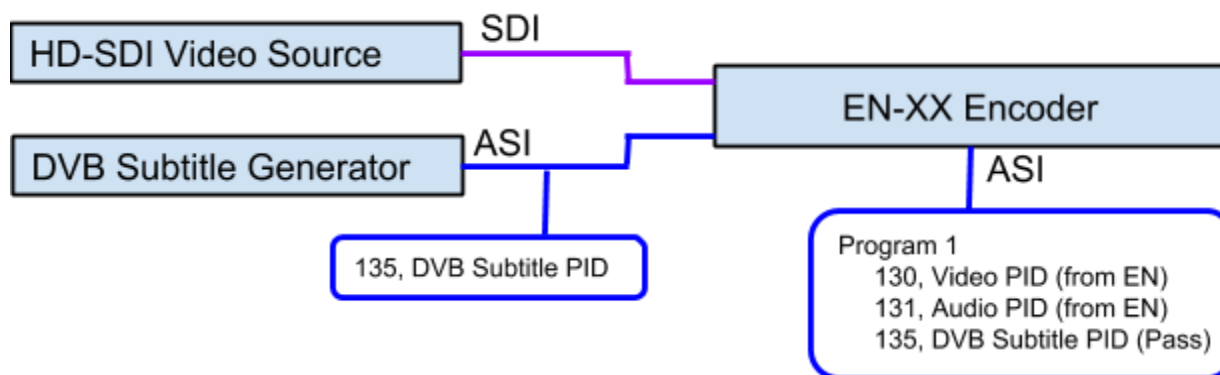 HD-SDI Video Source
SDI
DVB Subtitle Generator
ASI
135, DVB Subtitle PID
EN-XX Encoder
ASI
Program 1
130, Video PID (from EN)
131, Audio PID (from EN)
135, DVB Subtitle PID (Pass)